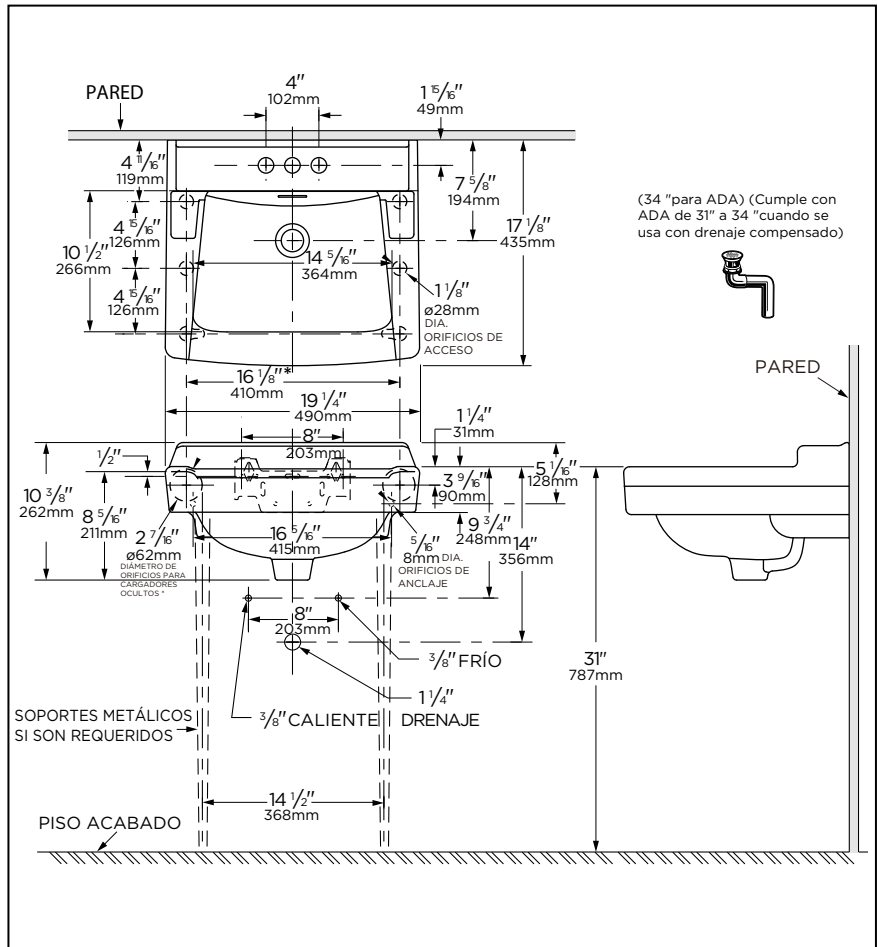 PARED
4"
102mm
1 15/16"
49mm
4 11/16"
119mm
7 5/8"
194mm
17 1/8"
435mm
(34 "para ADA) (Cumple con
ADA de 31" a 34 "cuando se
usa con drenaje compensado)
4 15/16"
126mm
10 1/2"
266mm
14 5/16"
364mm
4 15/16"
126mm
1 1/8"
ø28mm
DIA.
ORIFICIOS DE
ACCESO
PARED
16 1/8"*
410mm
19 1/4"
490mm
1 1/4"
31mm
8"
203mm
1/2"
5 1/16"
128mm
10 3/8"
262mm
3 9/16"
90mm
8 5/16"
211mm
9 3/4"
248mm
2 7/16"
ø62mm
DIÁMETRO DE
ORIFICIOS PARA
CARGADORES
OCULTOS *
16 5/16"
415mm
5/16"
8mm DIA.
ORIFICIOS DE
ANCLAJE
14"
356mm
8"
203mm
3/8" FRÍO
31"
787mm
1 1/4"
DRENAJE
3/8" CALIENTE
SOPORTES METÁLICOS
SI SON REQUERIDOS
14 1/2"
368mm
PISO ACABADO